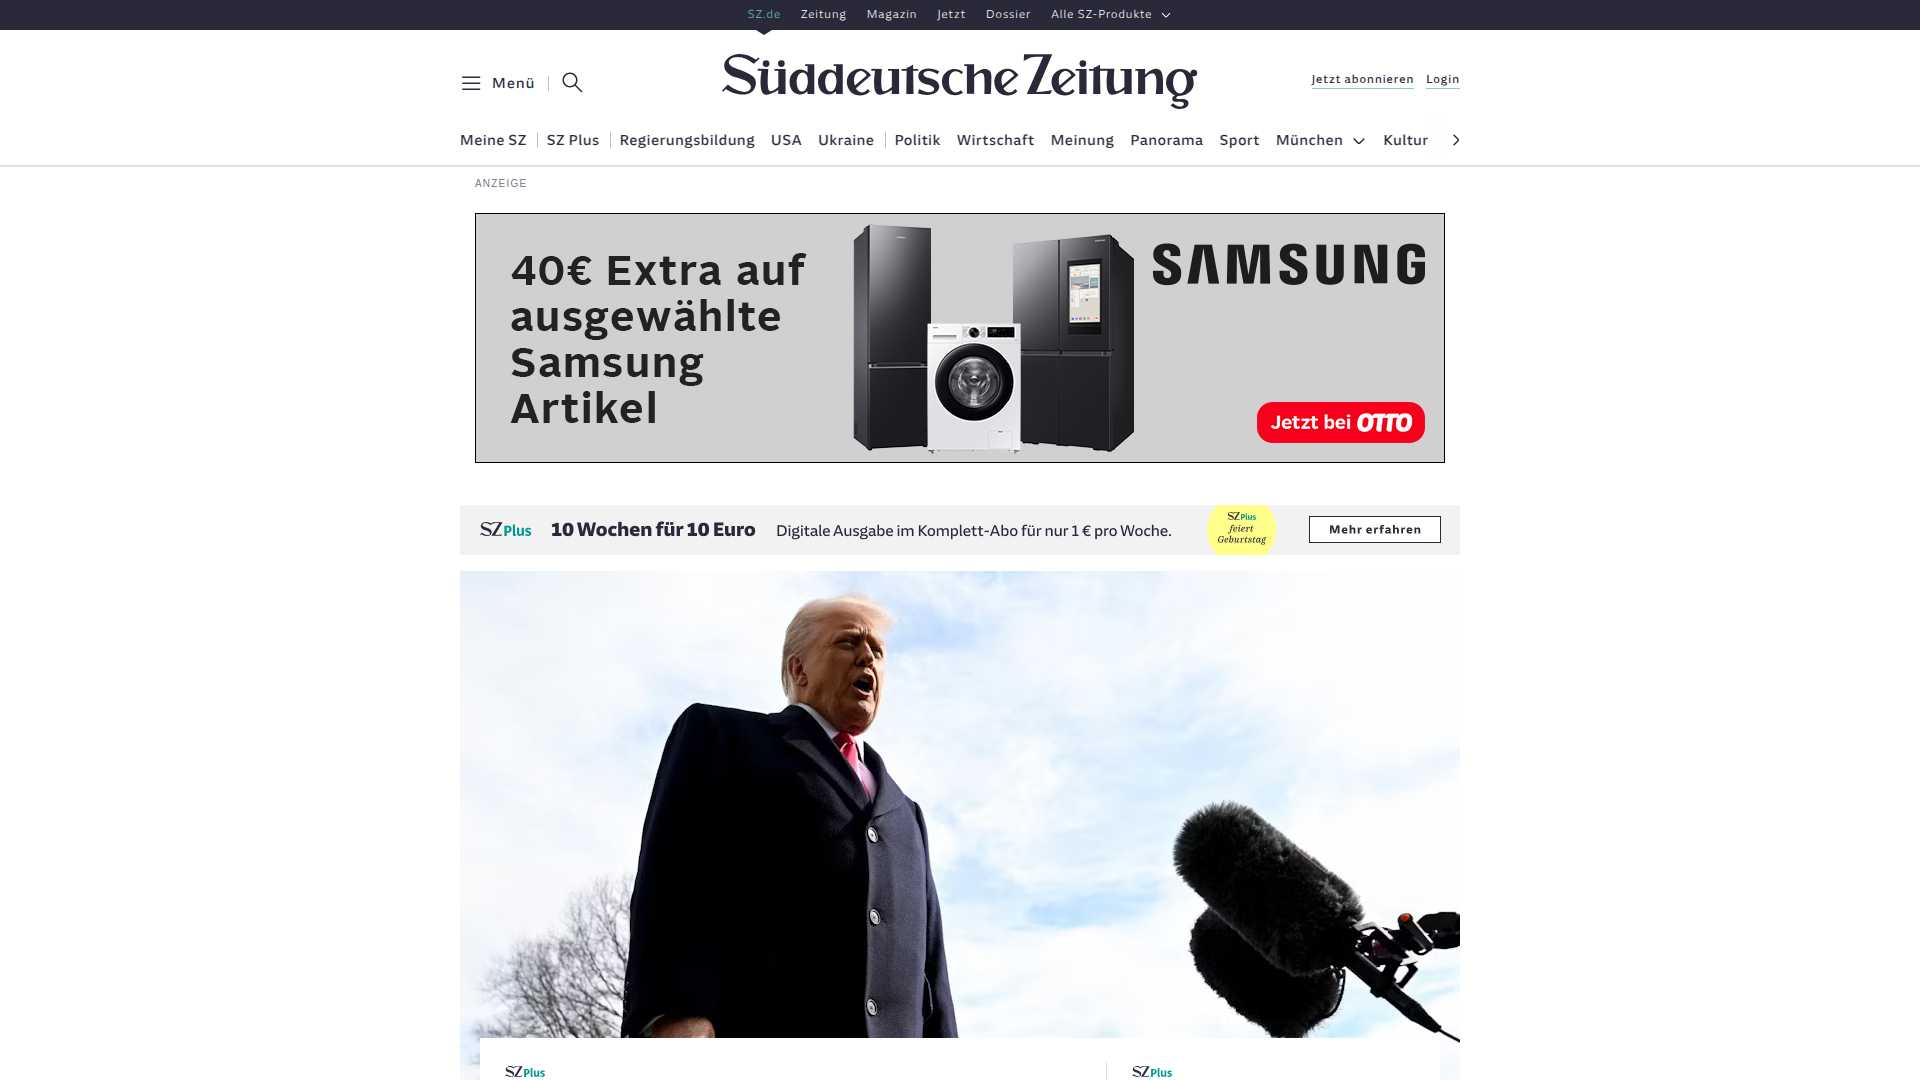 SZ.de Zeitung Magazin Jetzt Dossier Alle SZ-Produkte
Menü
Süddeutsche Zeitung
Jetzt abonnieren Login
Meine SZ SZ Plus Regierungsbildung USA Ukraine Politik Wirtschaft Meinung Panorama Sport München Kultur
ANZEIGE
40€ Extra auf
ausgewählte
Samsung
Artikel
SAMSUNG
Jetzt bei OTTO
SZ Plus 10 Wochen für 10 Euro Digitale Ausgabe im Komplett-Abo für nur 1 € pro Woche.
SZ Plus
feiert
Geburtstag
Mehr erfahren
SZ Plus
SZ Plus